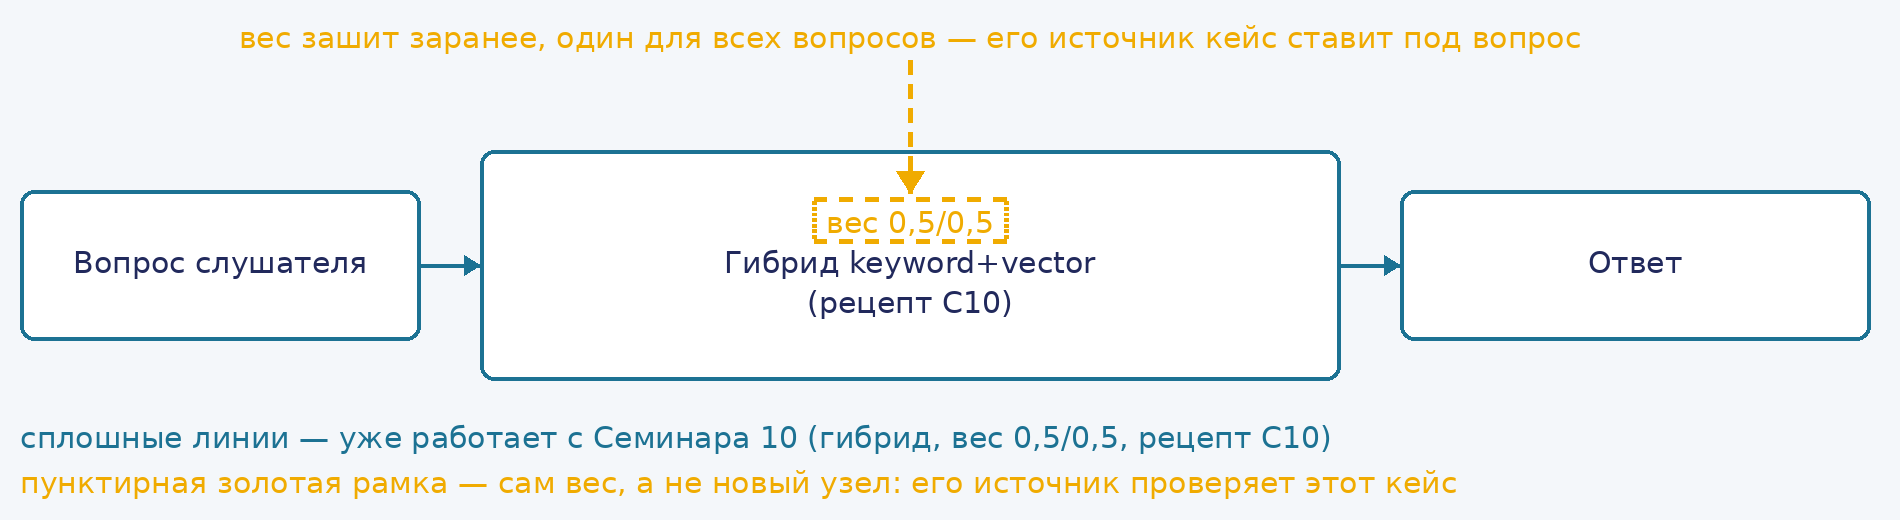 вес зашит заранее, один для всех вопросов — его источник кейс ставит под вопрос
вес 0,5/0,5
Вопрос слушателя
Гибрид keyword+vector
(рецепт С10)
Ответ
сплошные линии — уже работает с Семинара 10 (гибрид, вес 0,5/0,5, рецепт С10)
пунктирная золотая рамка — сам вес, а не новый узел: его источник проверяет этот кейс